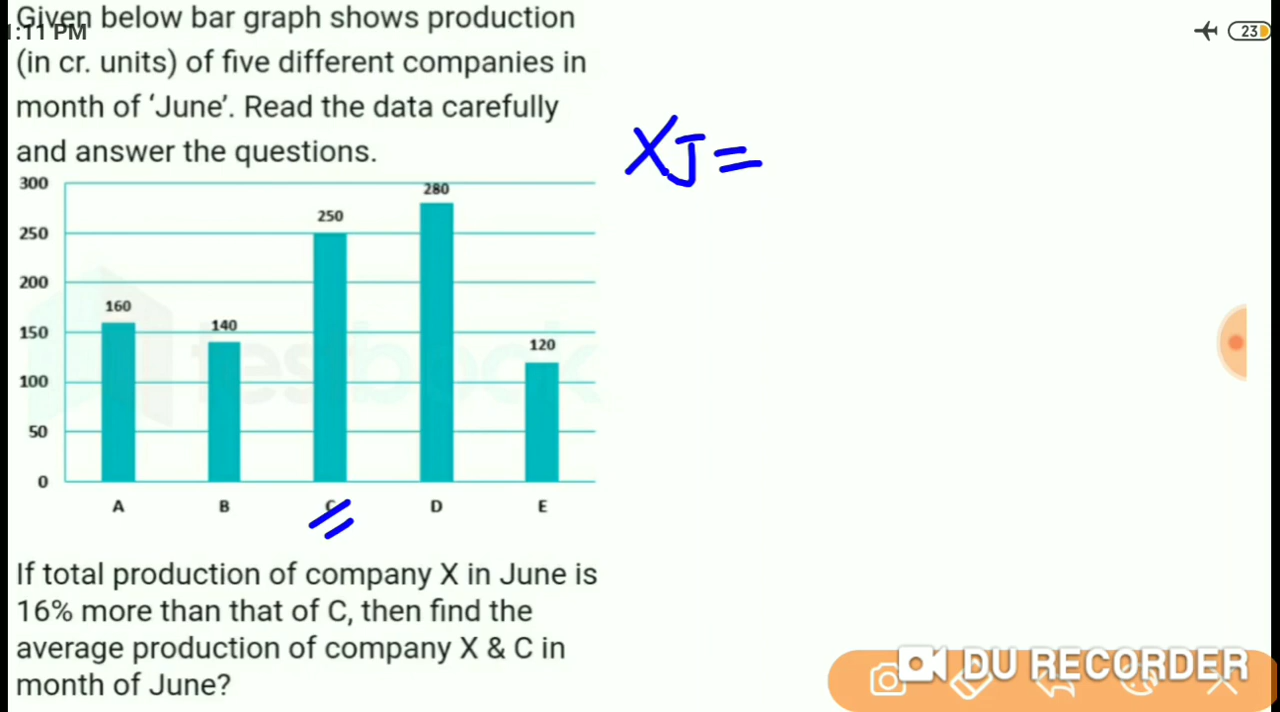 Given below bar graph shows production
1:11 PM
23
(in cr. units) of five different companies in
month of ‘June’. Read the data carefully
and answer the questions.
XJ =
300
280
250
250
200
160
150
140
120
100
50
0
A B C D E
testbook
If total production of company X in June is
16% more than that of C, then find the
average production of company X & C in
month of June?
DU RECORDER